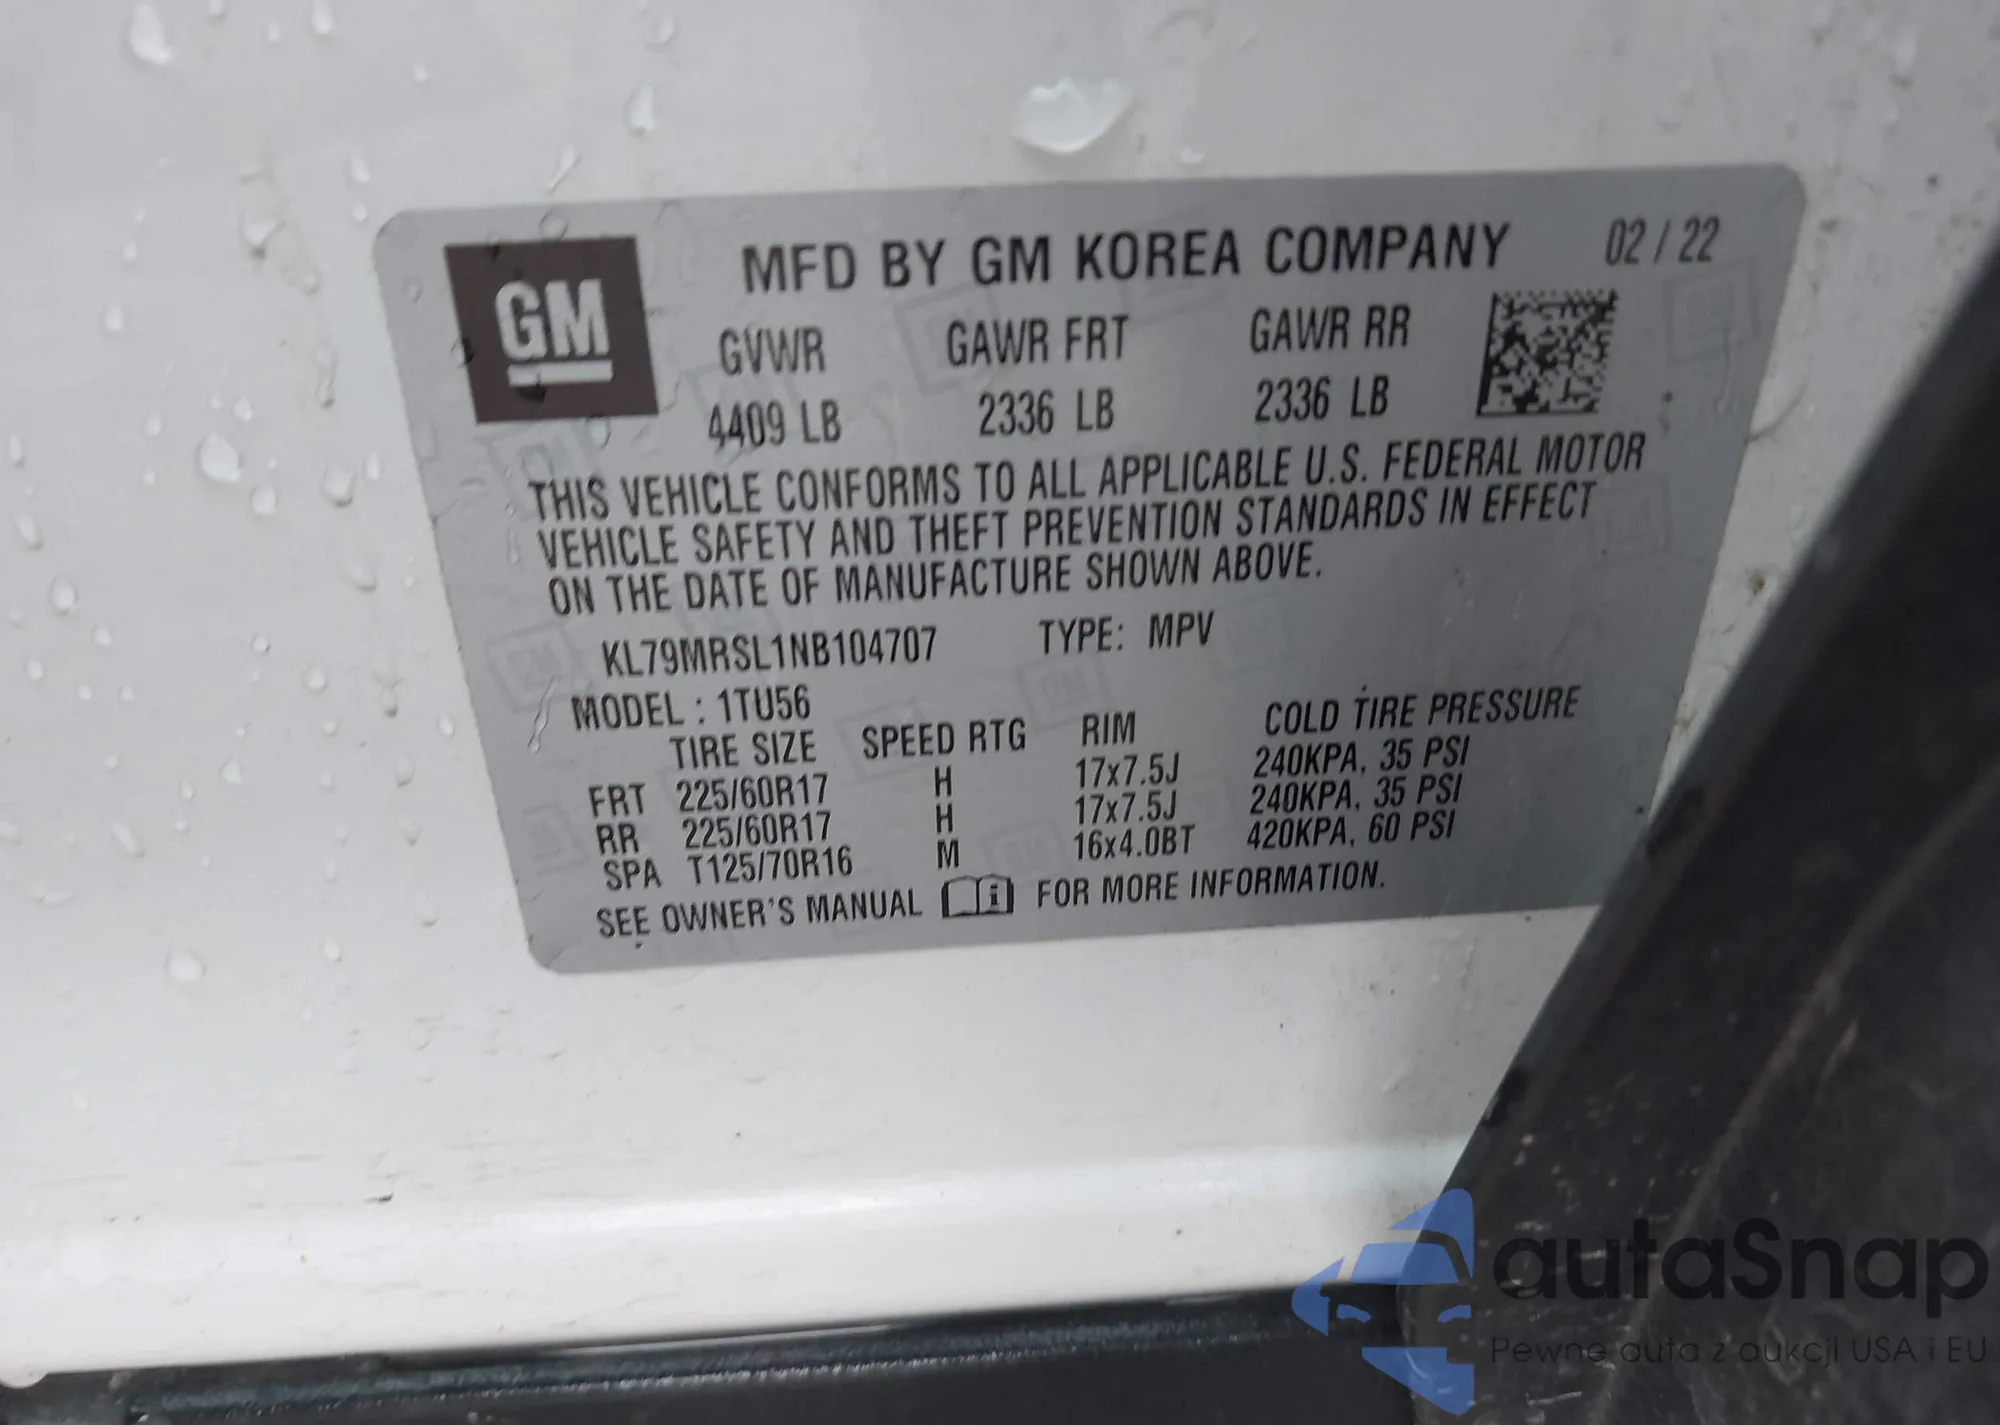 GM
MFD BY GM KOREA COMPANY 02 / 22
GVWR GAWR FRT GAWR RR
4409 LB 2336 LB 2336 LB
THIS VEHICLE CONFORMS TO ALL APPLICABLE U.S. FEDERAL MOTOR
VEHICLE SAFETY AND THEFT PREVENTION STANDARDS IN EFFECT
ON THE DATE OF MANUFACTURE SHOWN ABOVE.
KL79MRSL1NB104707 TYPE: MPV
MODEL : 1TU56
TIRE SIZE SPEED RTG RIM COLD TIRE PRESSURE
FRT 225/60R17 H 17x7.5J 240KPA, 35 PSI
RR 225/60R17 H 17x7.5J 240KPA, 35 PSI
SPA T125/70R16 M 16x4.0BT 420KPA, 60 PSI
SEE OWNER'S MANUAL i FOR MORE INFORMATION.
autaSnap
Pewne auta z aukcji USA i EU